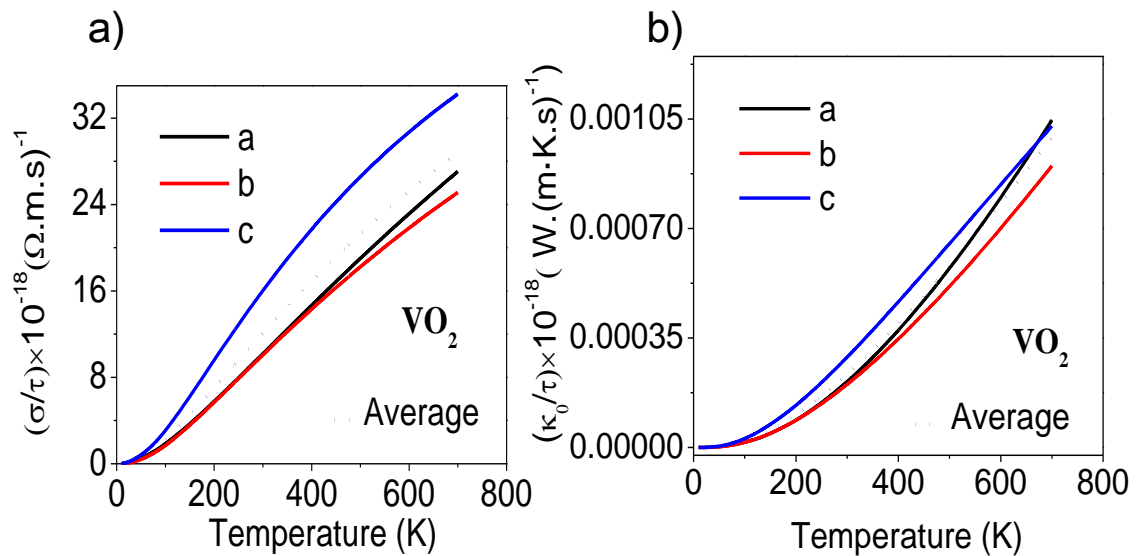 a)
(σ/τ)×10⁻¹⁸(Ω.m.s)⁻¹
32
24
16
8
0
a
b
c
VO₂
Average
0 200 400 600 800
Temperature (K)
b)
(κ₀/τ)×10⁻¹⁸( W.(m·K.s)⁻¹
0.00105
0.00070
0.00035
0.00000
a
b
c
VO₂
Average
0 200 400 600 800
Temperature (K)